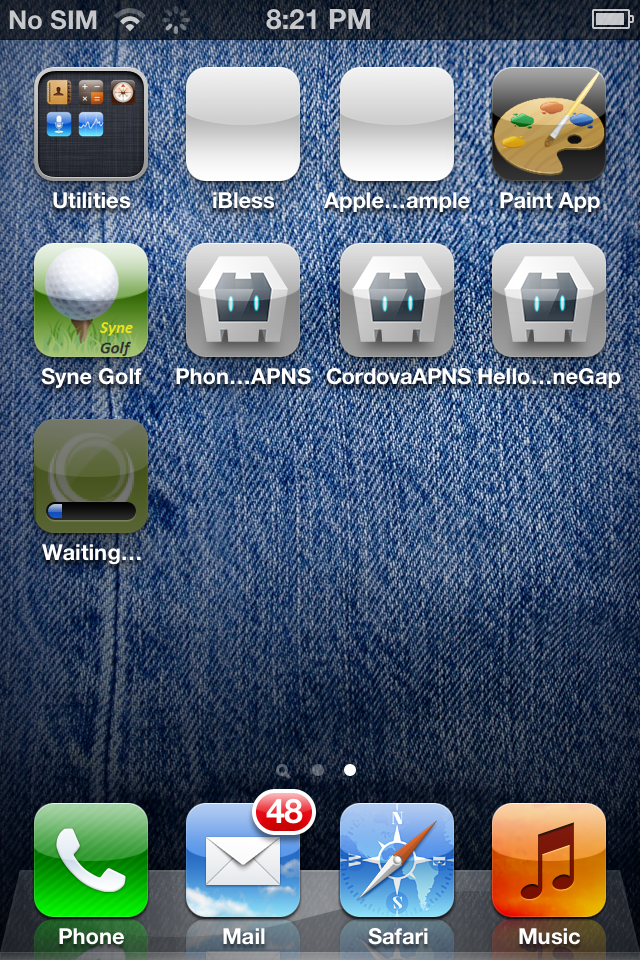 No SIM 8:21 PM
Utilities iBless Apple...ample Paint App
Syne
Golf
Syne Golf Phon...APNS CordovaAPNS Hello...neGap
Waiting...
48
N
S
Phone Mail Safari Music